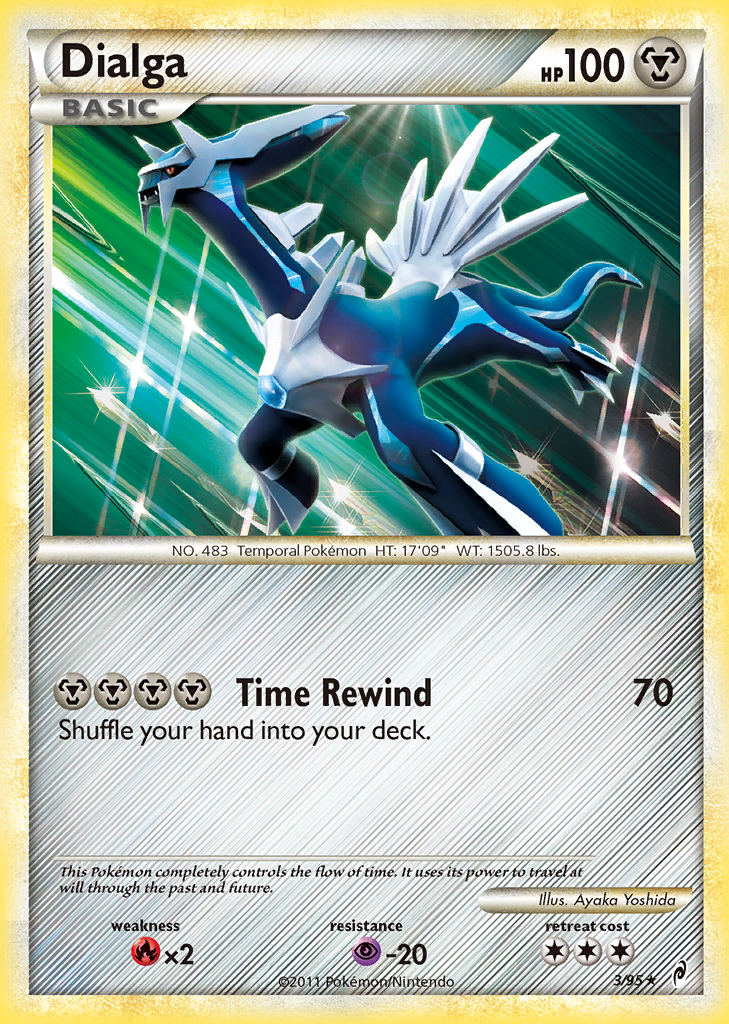 Dialga
HP100
BASIC
NO. 483 Temporal Pokémon HT: 17'09" WT: 1505.8 lbs.
Time Rewind 70
Shuffle your hand into your deck.
This Pokémon completely controls the flow of time. It uses its power to travel at
will through the past and future.
Illus. Ayaka Yoshida
weakness resistance retreat cost
×2 -20
©2011 Pokémon/Nintendo
3/95★